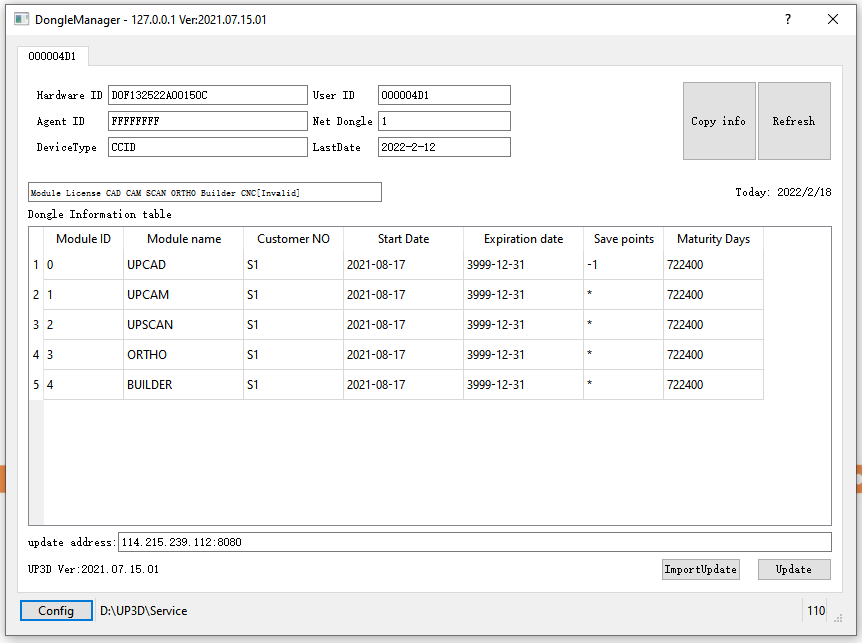 DongleManager - 127.0.0.1 Ver:2021.07.15.01 ?
000004D1
Hardware ID D0F132522A00150C User ID 000004D1
Agent ID FFFFFFFF Net Dongle 1
DeviceType CCID LastDate 2022-2-12
Copy info Refresh
Module License CAD CAM SCAN ORTHO Builder CNC[Invalid] Today: 2022/2/18
Dongle Information table
Module ID Module name Customer NO Start Date Expiration date Save points Maturity Days
1 0 UPCAD S1 2021-08-17 3999-12-31 -1 722400
2 1 UPCAM S1 2021-08-17 3999-12-31 * 722400
3 2 UPSCAN S1 2021-08-17 3999-12-31 * 722400
4 3 ORTHO S1 2021-08-17 3999-12-31 * 722400
5 4 BUILDER S1 2021-08-17 3999-12-31 * 722400
update address: 114.215.239.112:8080
UP3D Ver:2021.07.15.01 ImportUpdate Update
Config D:\UP3D\Service 110